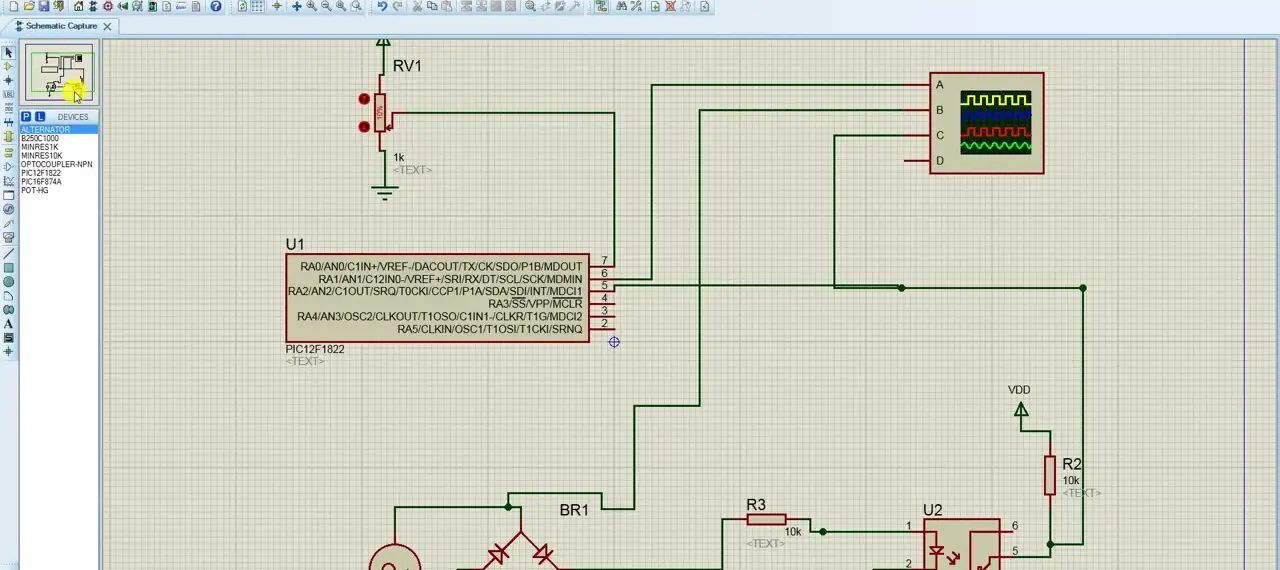 Schematic Capture
P L DEVICES
ALTERNATOR
B250C1000
MINRES1K
MINRES10K
OPTOCOUPLER-NPN
PIC12F1822
PIC16F874A
POT-HG
RV1
1k
<TEXT>
A
B
C
D
U1
RA0/AN0/C1IN+/VREF-/DACOUT/TX/CK/SDO/P1B/MDOUT 7
RA1/AN1/C12IN0-/VREF+/SRI/RX/DT/SCL/SCK/MDMIN 6
RA2/AN2/C1OUT/SRQ/T0CKI/CCP1/P1A/SDA/SDI/INT/MDCI1 5
RA3/SS/VPP/MCLR 4
RA4/AN3/OSC2/CLKOUT/T1OSO/C1IN1-/CLKR/T1G/MDCI2 3
RA5/CLKIN/OSC1/T1OSI/T1CKI/SRNQ 2
PIC12F1822
<TEXT>
VDD
R2
10k
<TEXT>
BR1
R3
10k
<TEXT>
U2
1
6
5
2